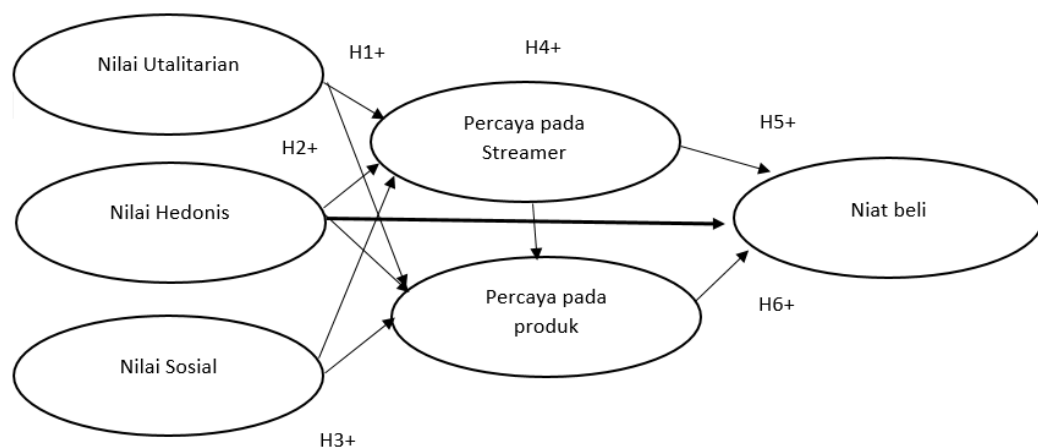 Nilai Utalitarian
H1+
H4+
Percaya pada
Streamer
H5+
H2+
Nilai Hedonis
Niat beli
Percaya pada
produk
H6+
Nilai Sosial
H3+